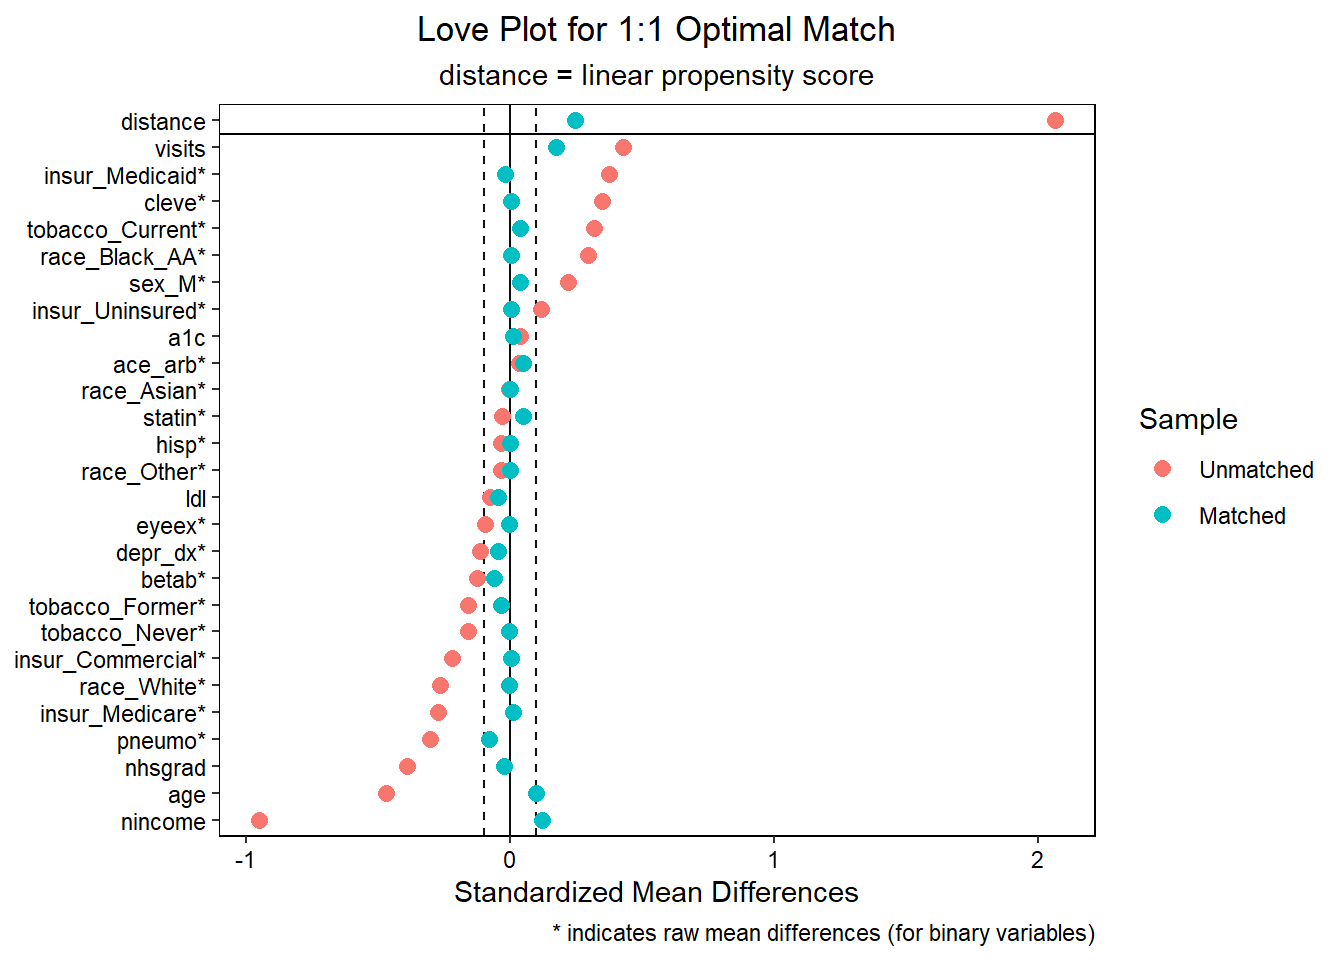 Love Plot for 1:1 Optimal Match
distance = linear propensity score
distance
visits
insur_Medicaid*
cleve*
tobacco_Current*
race_Black_AA*
sex_M*
insur_Uninsured*
a1c
ace_arb*
race_Asian*
statin*
hisp*
race_Other*
ldl
eyeex*
depr_dx*
betab*
tobacco_Former*
tobacco_Never*
insur_Commercial*
race_White*
insur_Medicare*
pneumo*
nhsgrad
age
nincome
-1 0 1 2
Standardized Mean Differences
* indicates raw mean differences (for binary variables)
Sample
Unmatched
Matched